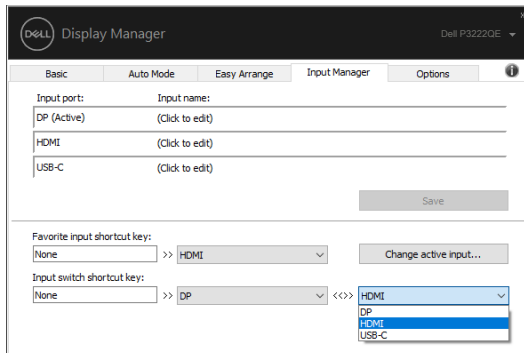 DELL Display Manager Dell P3222QE
Basic Auto Mode Easy Arrange Input Manager Options
Input port: Input name:
DP (Active) (Click to edit)
HDMI (Click to edit)
USB-C (Click to edit)
Save
Favorite input shortcut key:
None >> HDMI Change active input...
Input switch shortcut key:
None >> DP <<>> HDMI
DP
HDMI
USB-C